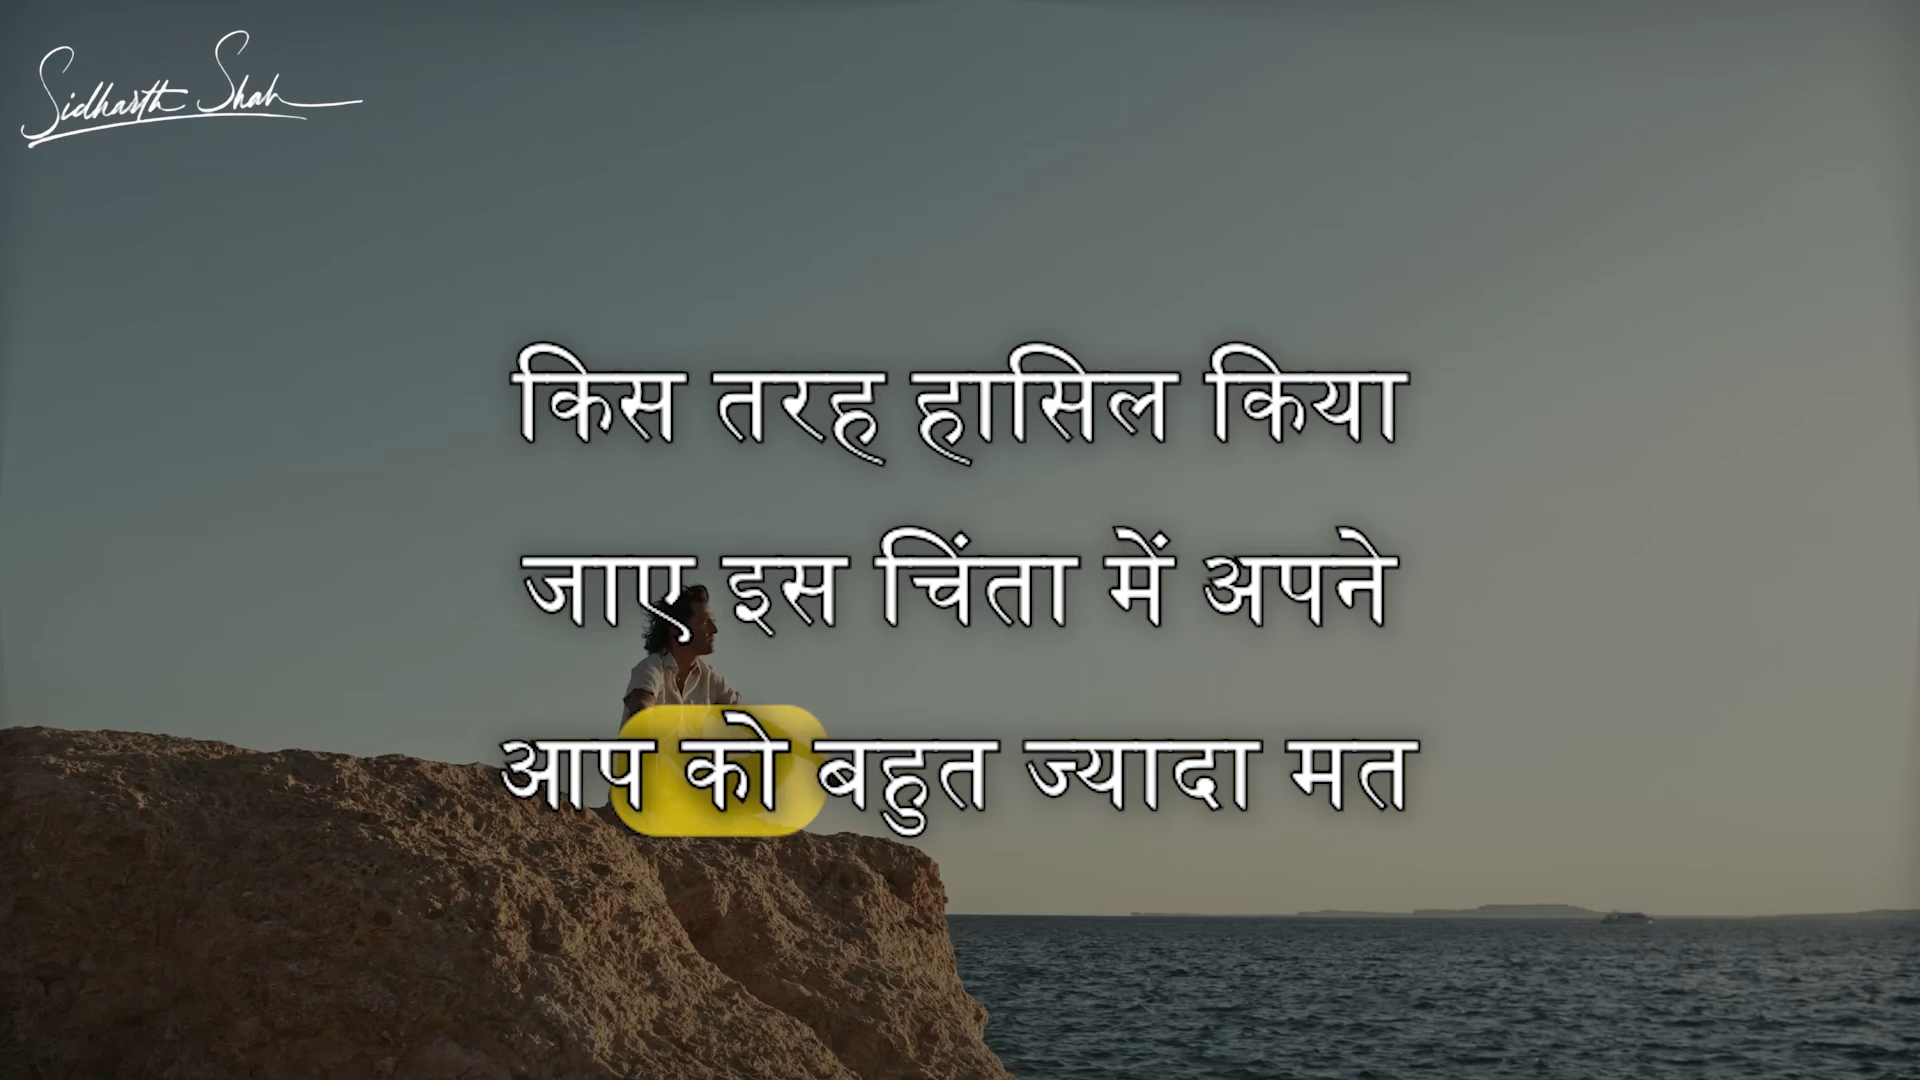 Sidharth Shah
किस तरह हासिल किया
जाए इस चिंता में अपने
आप को बहुत ज्यादा मत